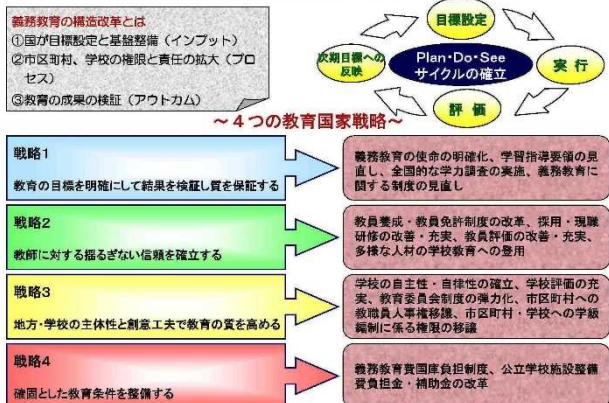 義務教育の構造改革とは
①国が目標設定と基盤整備（インプット）
②市区町村、学校の権限と責任の拡大（プロ
セス）
③教育の成果の検証（アウトカム）
目標設定
次期目標への
反映
Plan・Do・See
サイクルの確立
実 行
評 価
～４つの教育国家戦略～
戦略1
教育の目標を明確にして結果を検証し質を保証する
義務教育の使命の明確化、学習指導要領の見
直し、全国的な学力調査の実施、義務教育に
関する制度の見直し
戦略2
教師に対する揺るぎない信頼を確立する
教員養成・教員免許制度の改革、採用・現職
研修の改善・充実、教員評価の改善・充実、
多様な人材の学校教育への登用
戦略3
地方・学校の主体性と創意工夫で教育の質を高める
学校の自主性・自律性の確立、学校評価の充
実、教育委員会制度の弾力化、市区町村への
教職員人事権移譲、市区町村・学校への学級
編制に係る権限の移譲
戦略4
確固とした教育条件を整備する
義務教育費国庫負担制度、公立学校施設整備
費負担金・補助金の改革